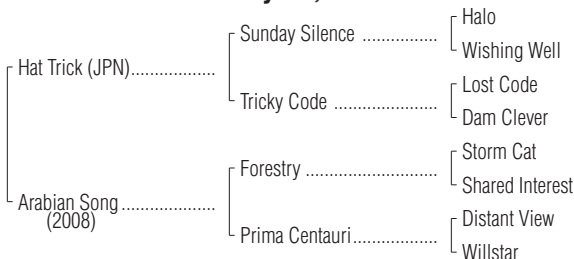 Halo
Sunday Silence ................
Wishing Well
Hat Trick (JPN)..................
Lost Code
Tricky Code ......................
Dam Clever
Storm Cat
Forestry ............................
Shared Interest
Arabian Song....................
(2008)
Distant View
Prima Centauri..................
Willstar